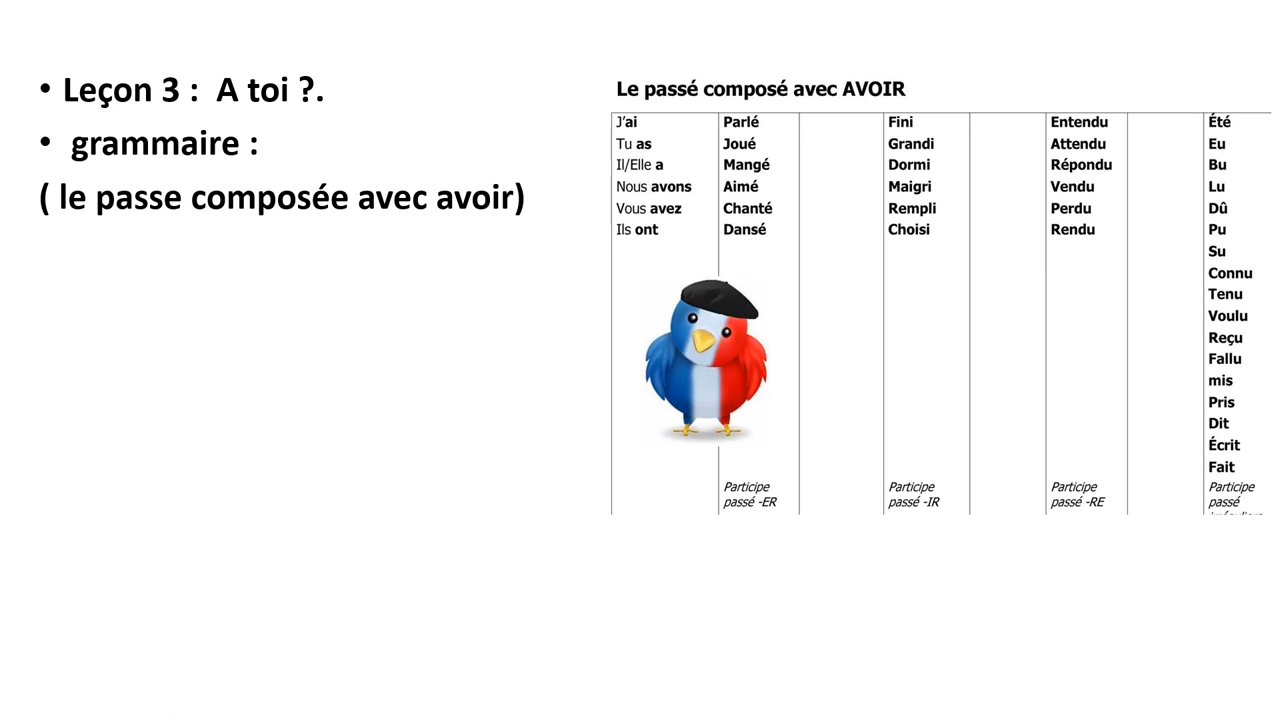 • Leçon 3 : A toi ?.
• grammaire :
( le passe composée avec avoir)
Le passé composé avec AVOIR
J'ai Parlé Fini Entendu Été
Tu as Joué Grandi Attendu Eu
Il/Elle a Mangé Dormi Répondu Bu
Nous avons Aimé Maigri Vendu Lu
Vous avez Chanté Rempli Perdu Dû
Ils ont Dansé Choisi Rendu Pu
Su
Connu
Tenu
Voulu
Reçu
Fallu
mis
Pris
Dit
Écrit
Fait
Participe Participe Participe Participe
passé -ER passé -IR passé -RE passé